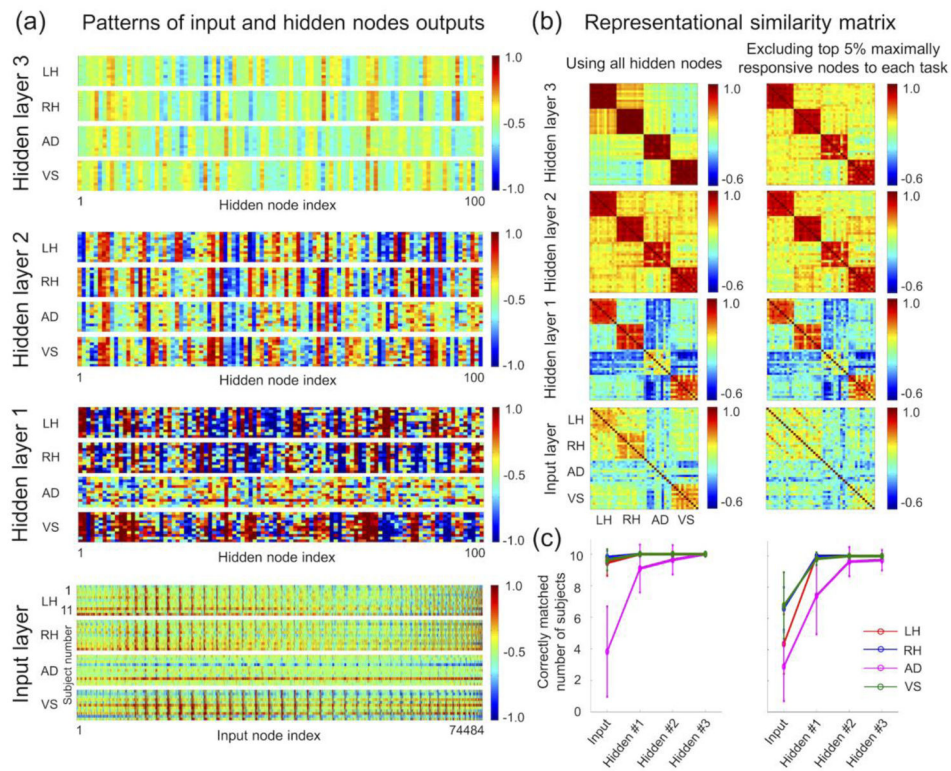 (a) Patterns of input and hidden nodes outputs
Hidden layer 3
LH
RH
AD
VS
1.0
-0.5
-1.0
1 Hidden node index 100
Hidden layer 2
LH
RH
AD
VS
1.0
-0.5
-1.0
1 Hidden node index 100
Hidden layer 1
LH
RH
AD
VS
1.0
-0.5
-1.0
1 Hidden node index 100
Input layer
Subject number
LH 1
11
RH
AD
VS
1.0
-0.5
-1.0
1 Input node index 74484
(b) Representational similarity matrix
Using all hidden nodes
Excluding top 5% maximally
responsive nodes to each task
Hidden layer 3
1.0
-0.6
1.0
-0.6
Hidden layer 2
1.0
-0.6
1.0
-0.6
Hidden layer 1
1.0
-0.6
1.0
-0.6
Input layer
LH
RH
AD
VS
1.0
-0.6
1.0
-0.6
LH RH AD VS
(c)
Correctly matched
number of subjects
10
8
6
4
2
0
Input Hidden #1 Hidden #2 Hidden #3
10
8
6
4
2
0
Input Hidden #1 Hidden #2 Hidden #3
LH
RH
AD
VS